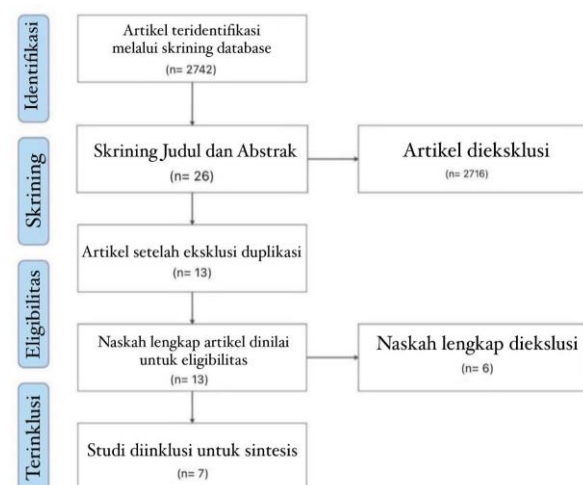 Identifikasi
Artikel teridentifikasi
melalui skrining database
(n= 2742)
Skrining
Skrining Judul dan Abstrak
(n= 26)
Artikel dieksklusi
(n= 2716)
Artikel setelah eksklusi duplikasi
(n= 13)
Eligibilitas
Naskah lengkap artikel dinilai
untuk eligibilitas
(n= 13)
Naskah lengkap diekslusi
(n= 6)
Terinklusi
Studi diinklusi untuk sintesis
(n= 7)